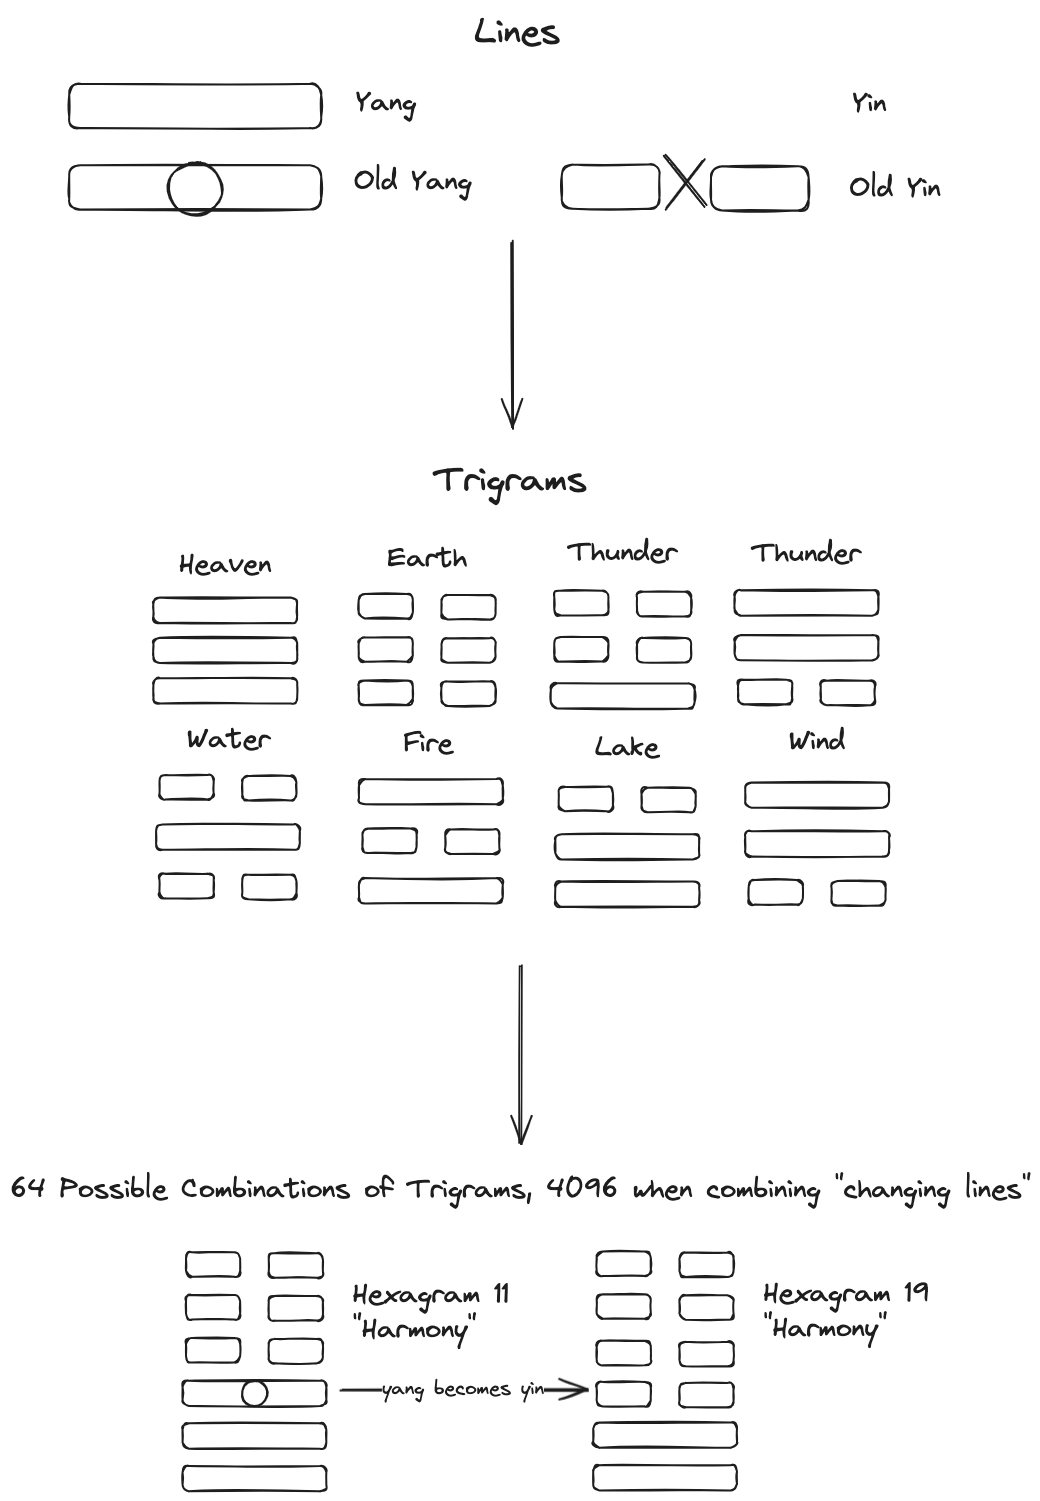 Lines
Yang
Yin
Old Yang
Old Yin
Trigrams
Heaven
Earth
Thunder
Thunder
Water
Fire
Lake
Wind
64 Possible Combinations of Trigrams, 4096 when combining "changing lines"
Hexagram 11
"Harmony"
Hexagram 19
"Harmony"
yang becomes yin